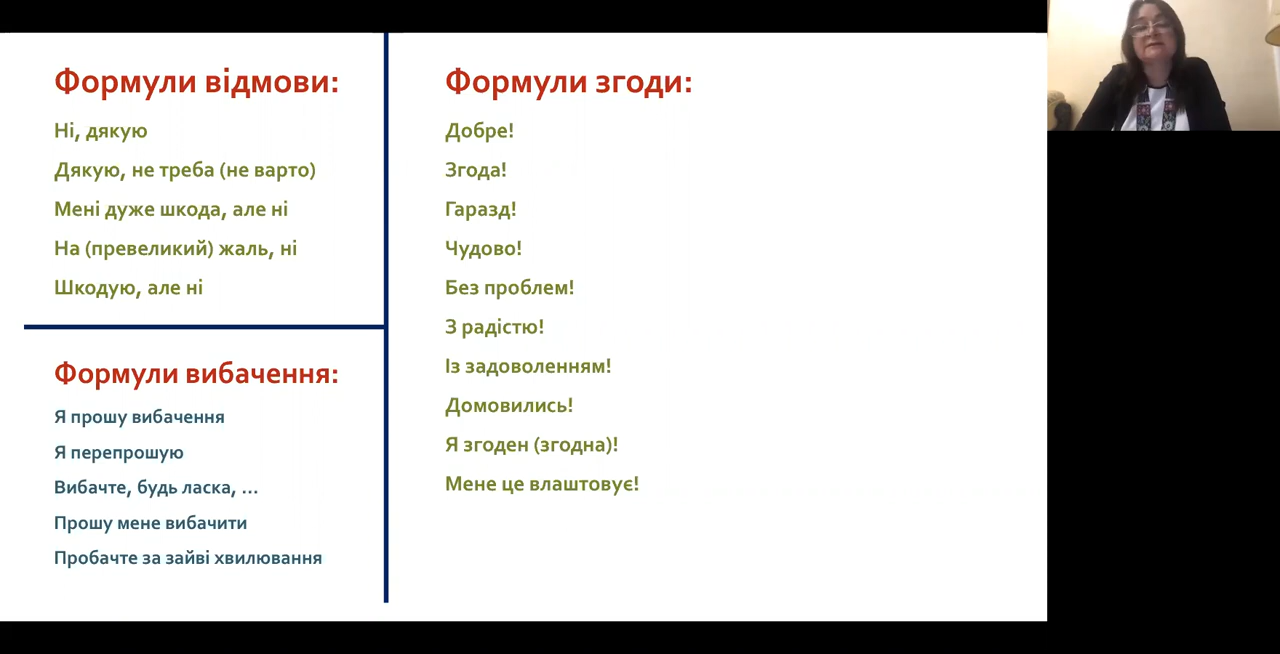 Формули відмови:
Ні, дякую
Дякую, не треба (не варто)
Мені дуже шкода, але ні
На (превеликий) жаль, ні
Шкодую, але ні
Формули вибачення:
Я прошу вибачення
Я перепрошую
Вибачте, будь ласка, ...
Прошу мене вибачити
Пробачте за зайві хвилювання
Формули згоди:
Добре!
Згода!
Гаразд!
Чудово!
Без проблем!
З радістю!
Із задоволенням!
Домовились!
Я згоден (згодна)!
Мене це влаштовує!